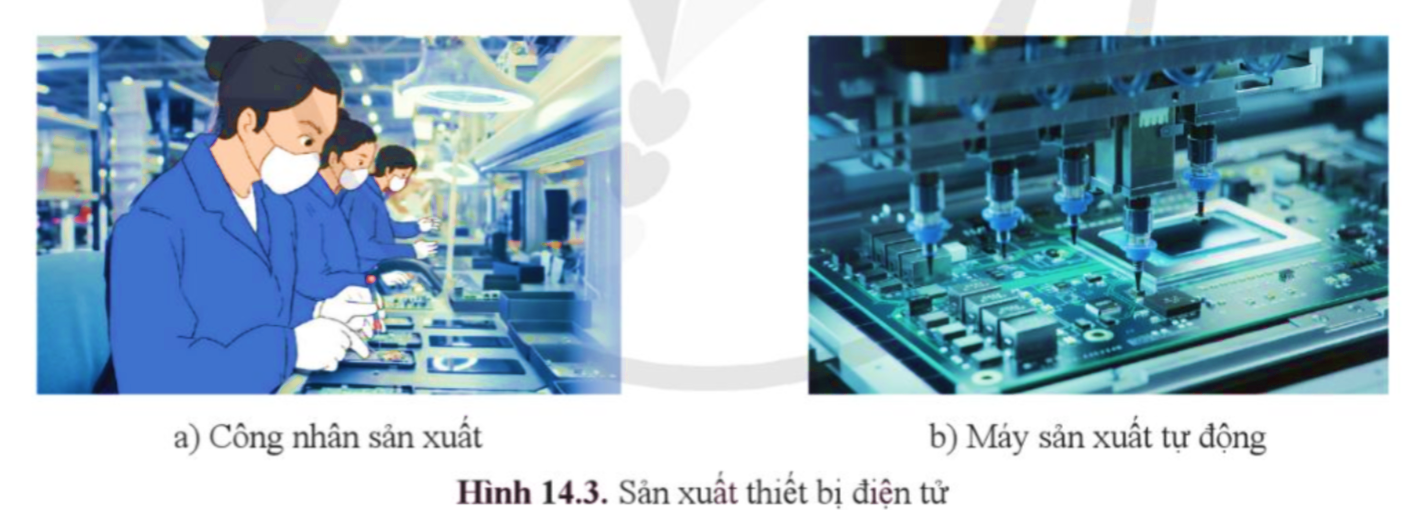 a) Công nhân sản xuất
b) Máy sản xuất tự động
Hình 14.3. Sản xuất thiết bị điện tử